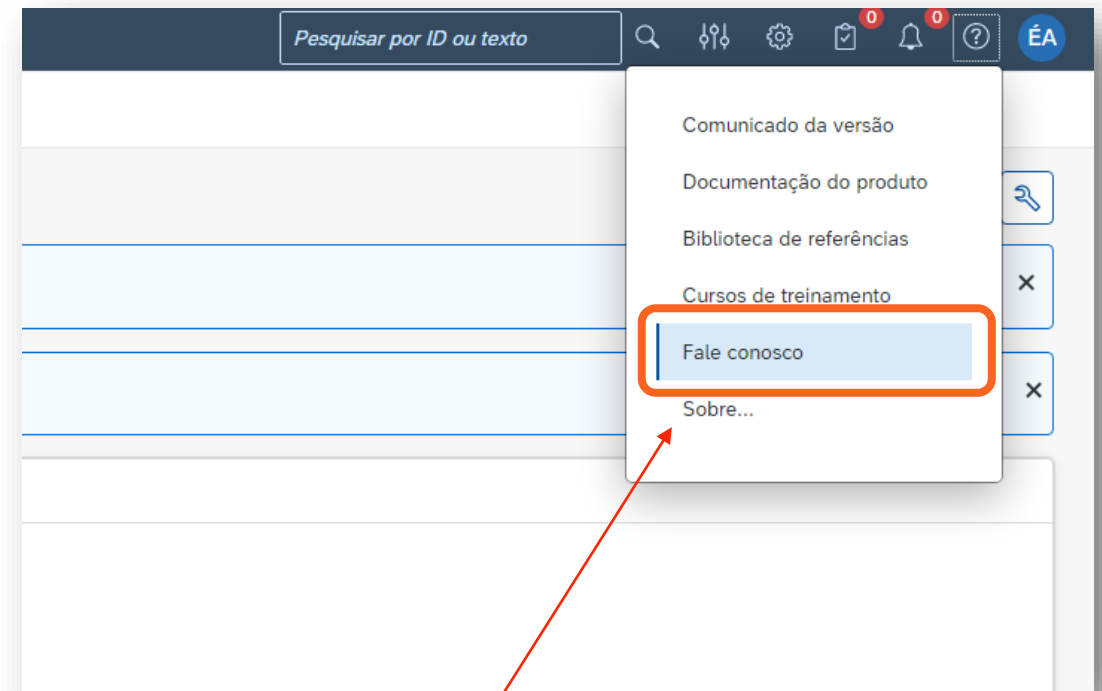 Pesquisar por ID ou texto
0
0
ÉA
Comunicado da versão
Documentação do produto
Biblioteca de referências
Cursos de treinamento
Fale conosco
Sobre...